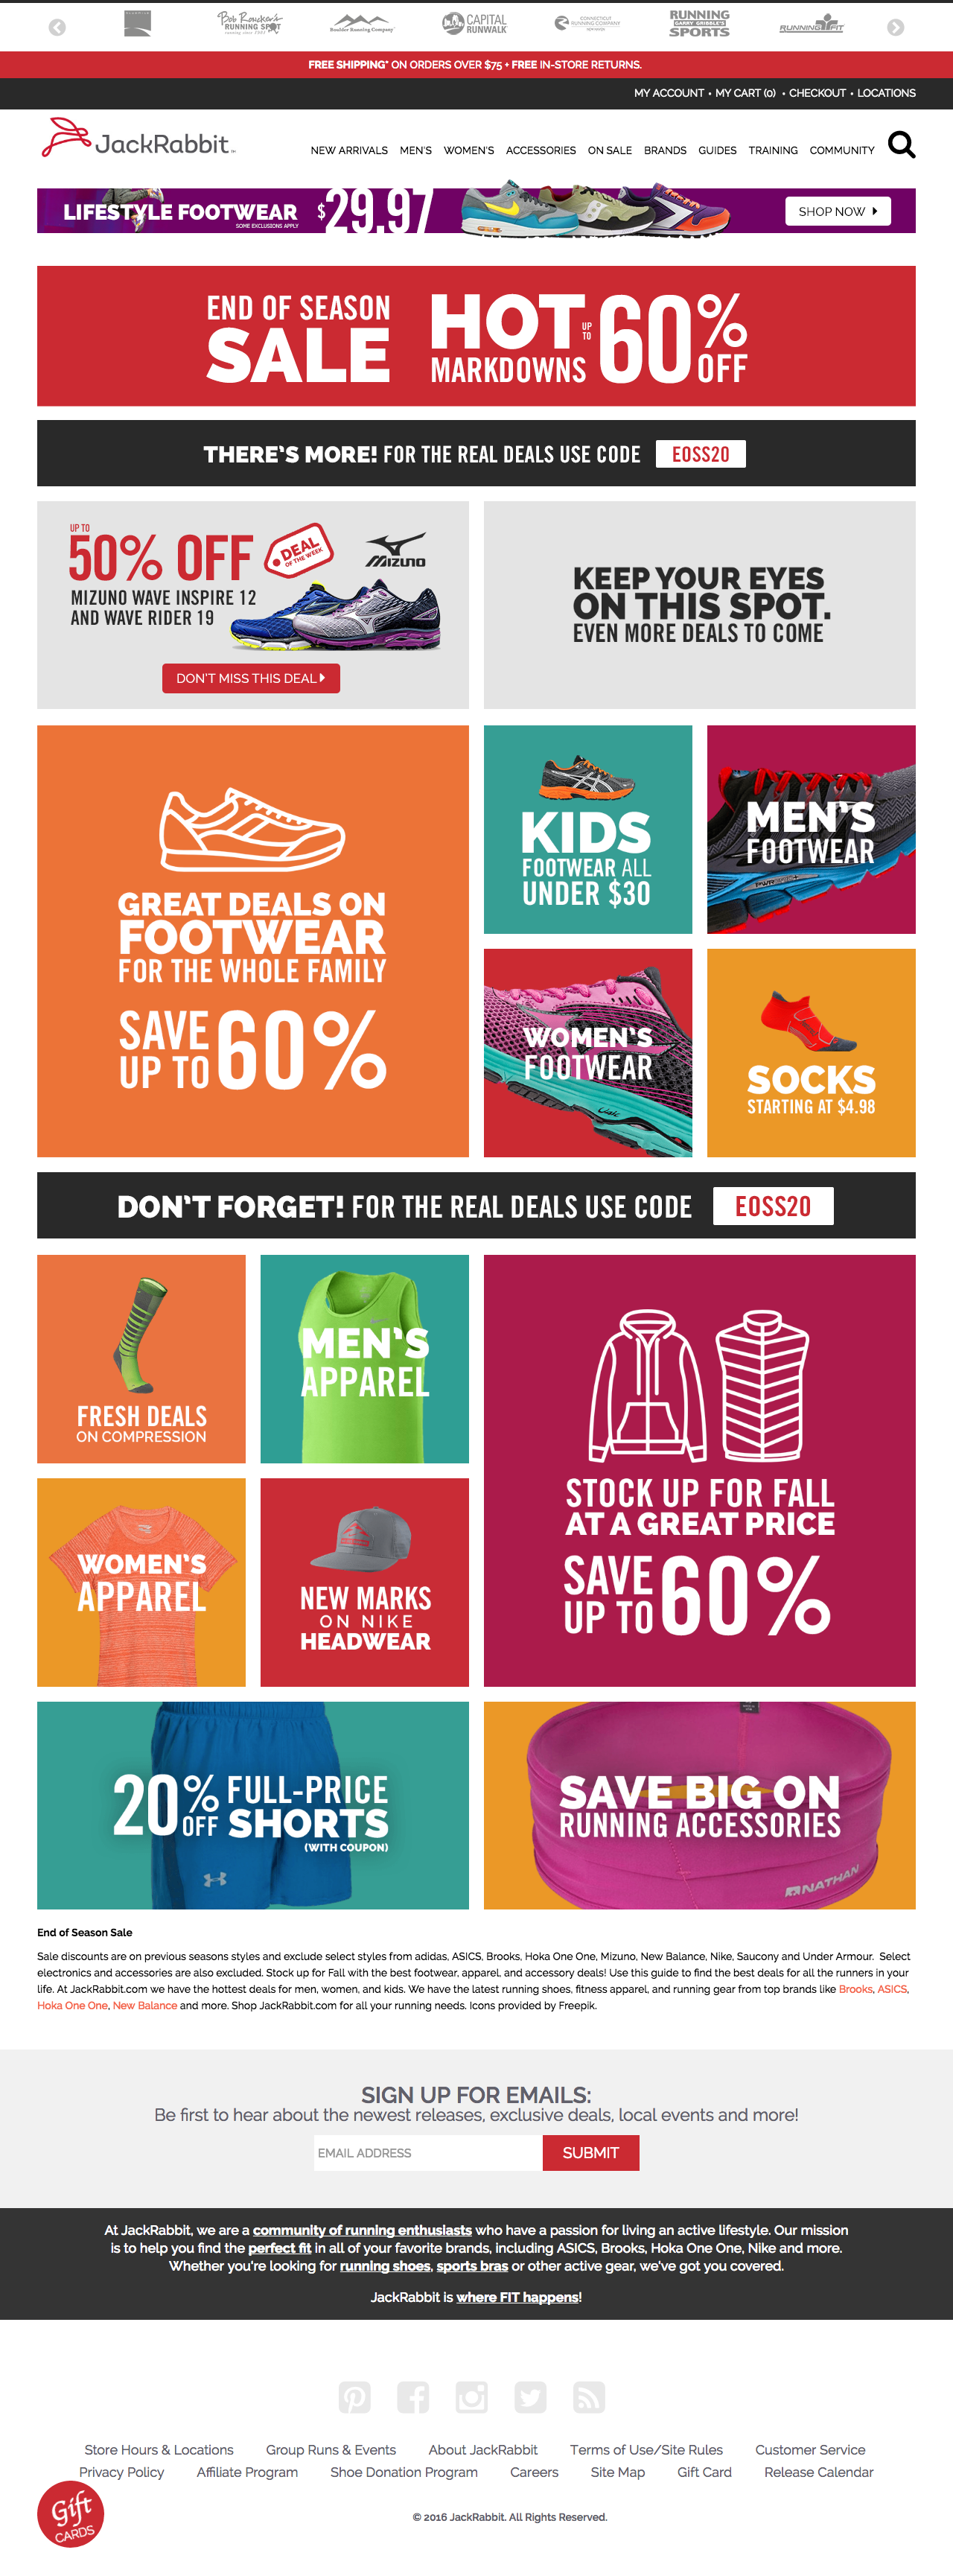 Bob Roncker's
RUNNING SPOT
Boulder Running Company
CAPITAL
RUNWALK
CONNECTICUT
RUNNING COMPANY
RUNNING
GARRY GRIBBLE'S
SPORTS
RUNNING FIT
FREE SHIPPING* ON ORDERS OVER $75 + FREE IN-STORE RETURNS.
MY ACCOUNT • MY CART (0) • CHECKOUT • LOCATIONS
JackRabbit
NEW ARRIVALS MEN'S WOMEN'S ACCESSORIES ON SALE BRANDS GUIDES TRAINING COMMUNITY
LIFESTYLE FOOTWEAR $29.97
SOME EXCLUSIONS APPLY
SHOP NOW
END OF SEASON
SALE
HOT
MARKDOWNS
UP
TO
60%
OFF
THERE'S MORE! FOR THE REAL DEALS USE CODE EOSS20
UP TO
50% OFF
DEAL
OF THE WEEK
MIZUNO
MIZUNO WAVE INSPIRE 12
AND WAVE RIDER 19
DON'T MISS THIS DEAL
KEEP YOUR EYES
ON THIS SPOT.
EVEN MORE DEALS TO COME
GREAT DEALS ON
FOOTWEAR
FOR THE WHOLE FAMILY
SAVE
UP TO 60%
KIDS
FOOTWEAR ALL
UNDER $30
MEN'S
FOOTWEAR
WOMEN'S
FOOTWEAR
SOCKS
STARTING AT $4.98
DON'T FORGET! FOR THE REAL DEALS USE CODE EOSS20
FRESH DEALS
ON COMPRESSION
MEN'S
APPAREL
STOCK UP FOR FALL
AT A GREAT PRICE
SAVE
UP TO 60%
WOMEN'S
APPAREL
NEW MARKS
ON NIKE
HEADWEAR
20% OFF FULL-PRICE
SHORTS
(WITH COUPON)
SAVE BIG ON
RUNNING ACCESSORIES
NATHAN
End of Season Sale
Sale discounts are on previous seasons styles and exclude select styles from adidas, ASICS, Brooks, Hoka One One, Mizuno, New Balance, Nike, Saucony and Under Armour. Select
electronics and accessories are also excluded. Stock up for Fall with the best footwear, apparel, and accessory deals! Use this guide to find the best deals for all the runners in your
life. At JackRabbit.com we have the hottest deals for men, women, and kids. We have the latest running shoes, fitness apparel, and running gear from top brands like Brooks, ASICS,
Hoka One One, New Balance and more. Shop JackRabbit.com for all your running needs. Icons provided by Freepik.
SIGN UP FOR EMAILS:
Be first to hear about the newest releases, exclusive deals, local events and more!
EMAIL ADDRESS
SUBMIT
At JackRabbit, we are a community of running enthusiasts who have a passion for living an active lifestyle. Our mission
is to help you find the perfect fit in all of your favorite brands, including ASICS, Brooks, Hoka One One, Nike and more.
Whether you're looking for running shoes, sports bras or other active gear, we've got you covered.
JackRabbit is where FIT happens!
Store Hours & Locations Group Runs & Events About JackRabbit Terms of Use/Site Rules Customer Service
Privacy Policy Affiliate Program Shoe Donation Program Careers Site Map Gift Card Release Calendar
Gift
CARDS
© 2016 JackRabbit. All Rights Reserved.